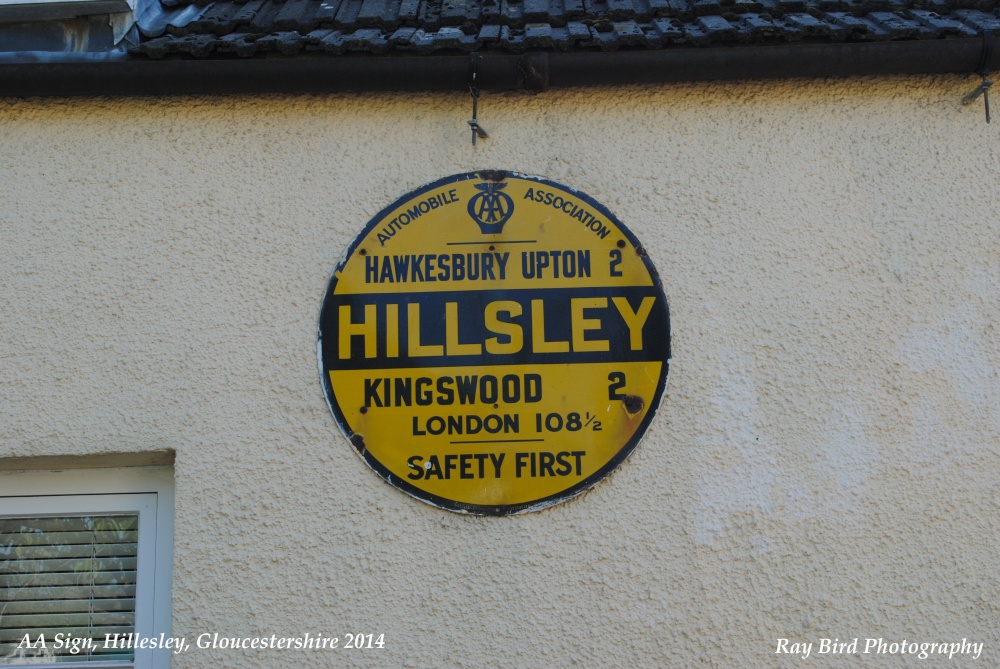 AUTOMOBILE AA ASSOCIATION
HAWKESBURY UPTON 2
HILLSLEY
KINGSWOOD 2
LONDON 108½
SAFETY FIRST
AA Sign, Hillesley, Gloucestershire 2014
Ray Bird Photography